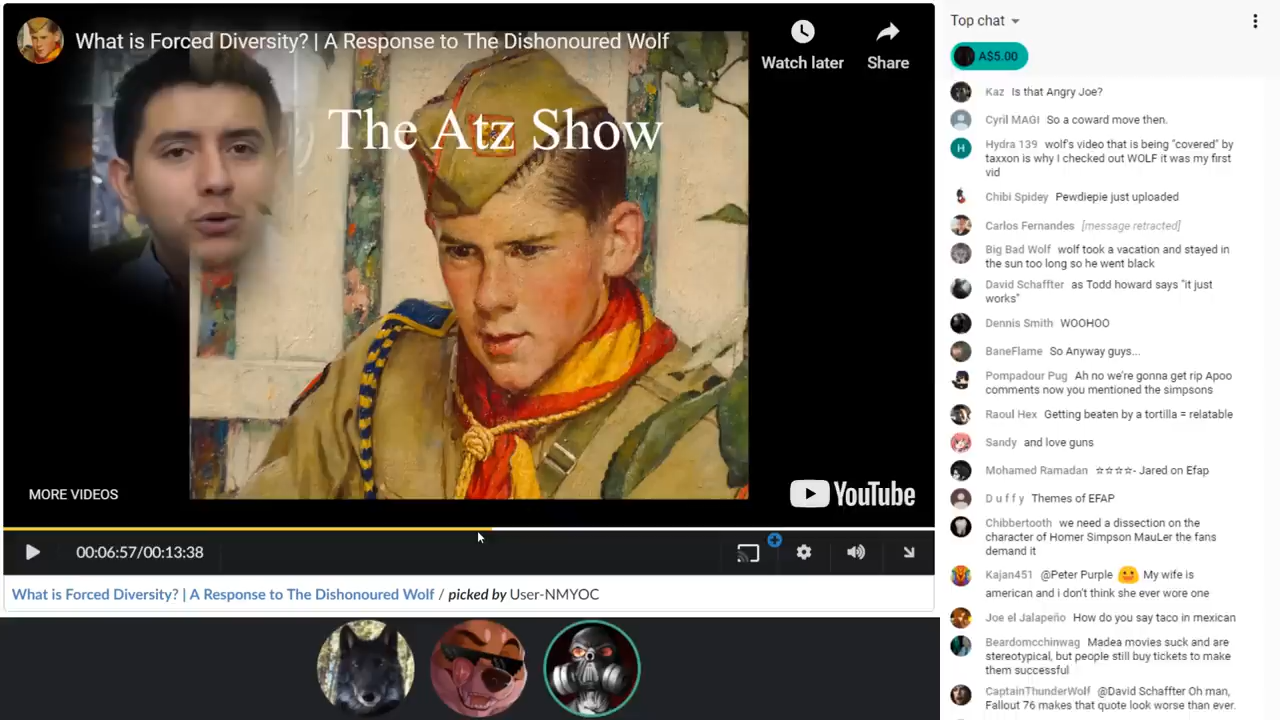 What is Forced Diversity? | A Response to The Dishonoured Wolf
Watch later
Share
The Atz Show
MORE VIDEOS
YouTube
00:06:57/00:13:38
What is Forced Diversity? | A Response to The Dishonoured Wolf / picked by User-NMYOC
Top chat
A$5.00
Kaz Is that Angry Joe?
Cyril MAGI So a coward move then.
H
Hydra 139 wolf's video that is being "covered" by
taxxon is why I checked out WOLF it was my first
vid
Chibi Spidey Pewdiepie just uploaded
Carlos Fernandes [message retracted]
Big Bad Wolf wolf took a vacation and stayed in
the sun too long so he went black
David Schaffter as Todd howard says "it just
works"
Dennis Smith WOOHOO
BaneFlame So Anyway guys...
Pompadour Pug Ah no we're gonna get rip Apoo
comments now you mentioned the simpsons
Raoul Hex Getting beaten by a tortilla = relatable
Sandy and love guns
Mohamed Ramadan ☆☆☆☆- Jared on Efap
D u f f y Themes of EFAP
Chibbertooth we need a dissection on the
character of Homer Simpson MauLer the fans
demand it
Kajan451 @Peter Purple My wife is
american and i don't think she ever wore one
Joe el Jalapeño How do you say taco in mexican
Beardomcchinwag Madea movies suck and are
stereotypical, but people still buy tickets to make
them successful
CaptainThunderWolf @David Schaffter Oh man,
Fallout 76 makes that quote look worse than ever.